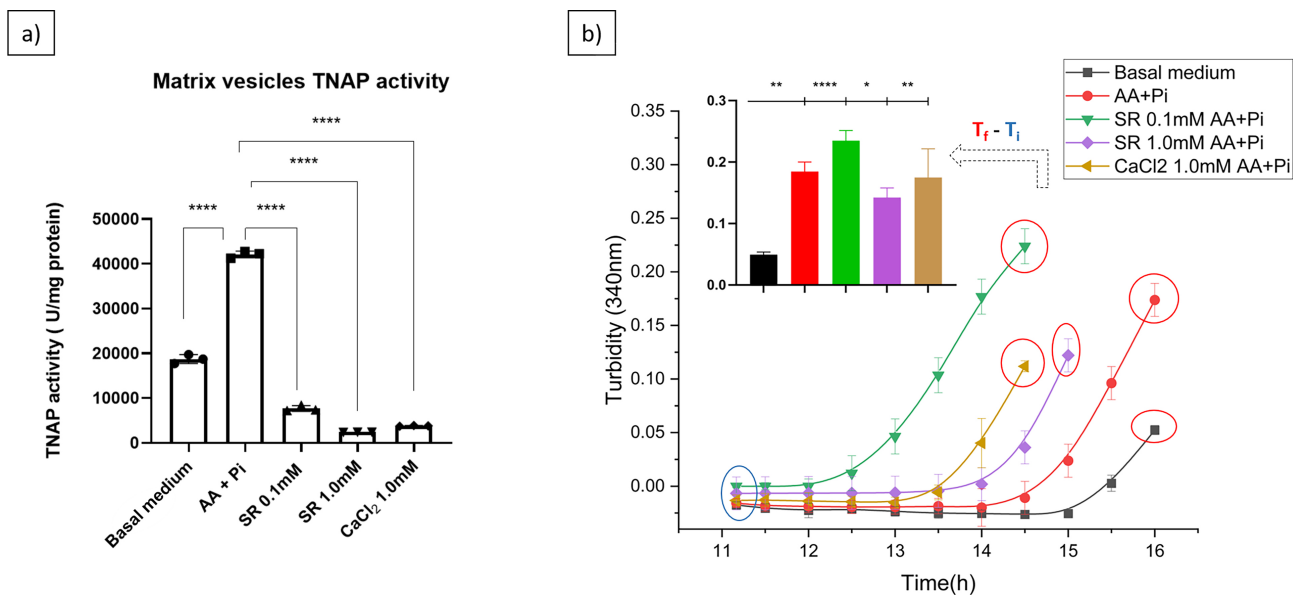 a)
Matrix vesicles TNAP activity
****
****
**** ****
TNAP activity ( U/mg protein)
50000
40000
30000
20000
10000
0
Basal medium
AA + Pi
SR 0.1mM
SR 1.0mM
CaCl₂ 1.0mM
b)
Basal medium
AA+Pi
SR 0.1mM AA+Pi
SR 1.0mM AA+Pi
CaCl2 1.0mM AA+Pi
** **** * **
0.3
0.2
0.1
0.0
Tf - Ti
Turbidity (340nm)
0.35
0.30
0.25
0.20
0.15
0.10
0.05
0.00
11 12 13 14 15 16
Time(h)